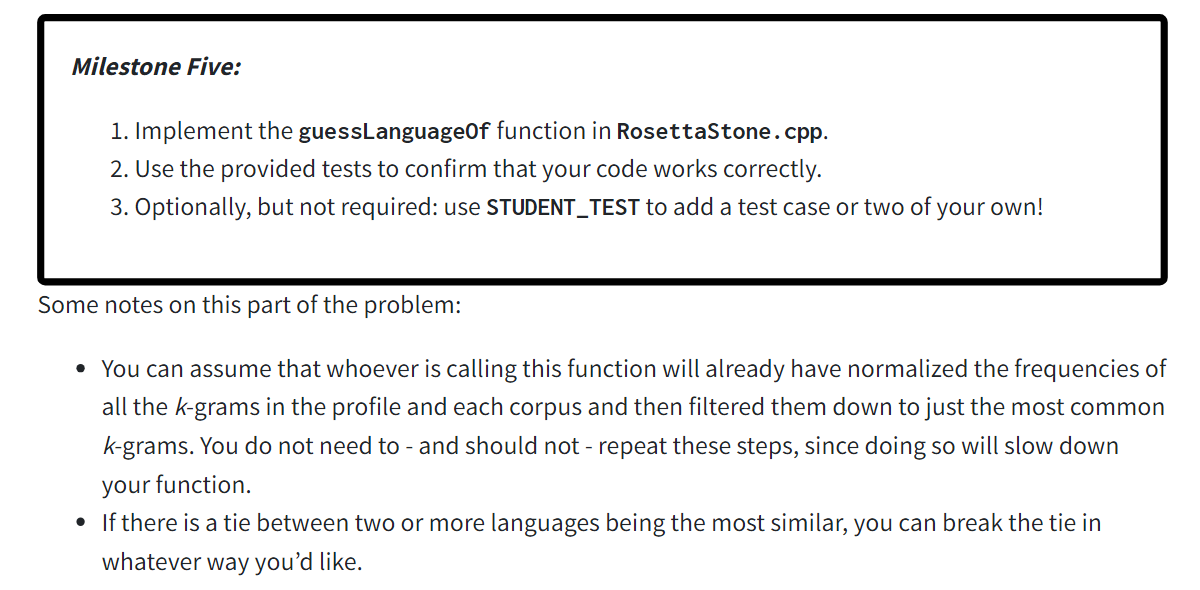 Milestone Five:
1. Implement the guessLanguageOf function in RosettaStone.cpp.
2. Use the provided tests to confirm that your code works correctly.
3. Optionally, but not required: use STUDENT_TEST to add a test case or two of your own!
Some notes on this part of the problem:
• You can assume that whoever is calling this function will already have normalized the frequencies of
all the k-grams in the profile and each corpus and then filtered them down to just the most common
k-grams. You do not need to - and should not - repeat these steps, since doing so will slow down
your function.
• If there is a tie between two or more languages being the most similar, you can break the tie in
whatever way you’d like.